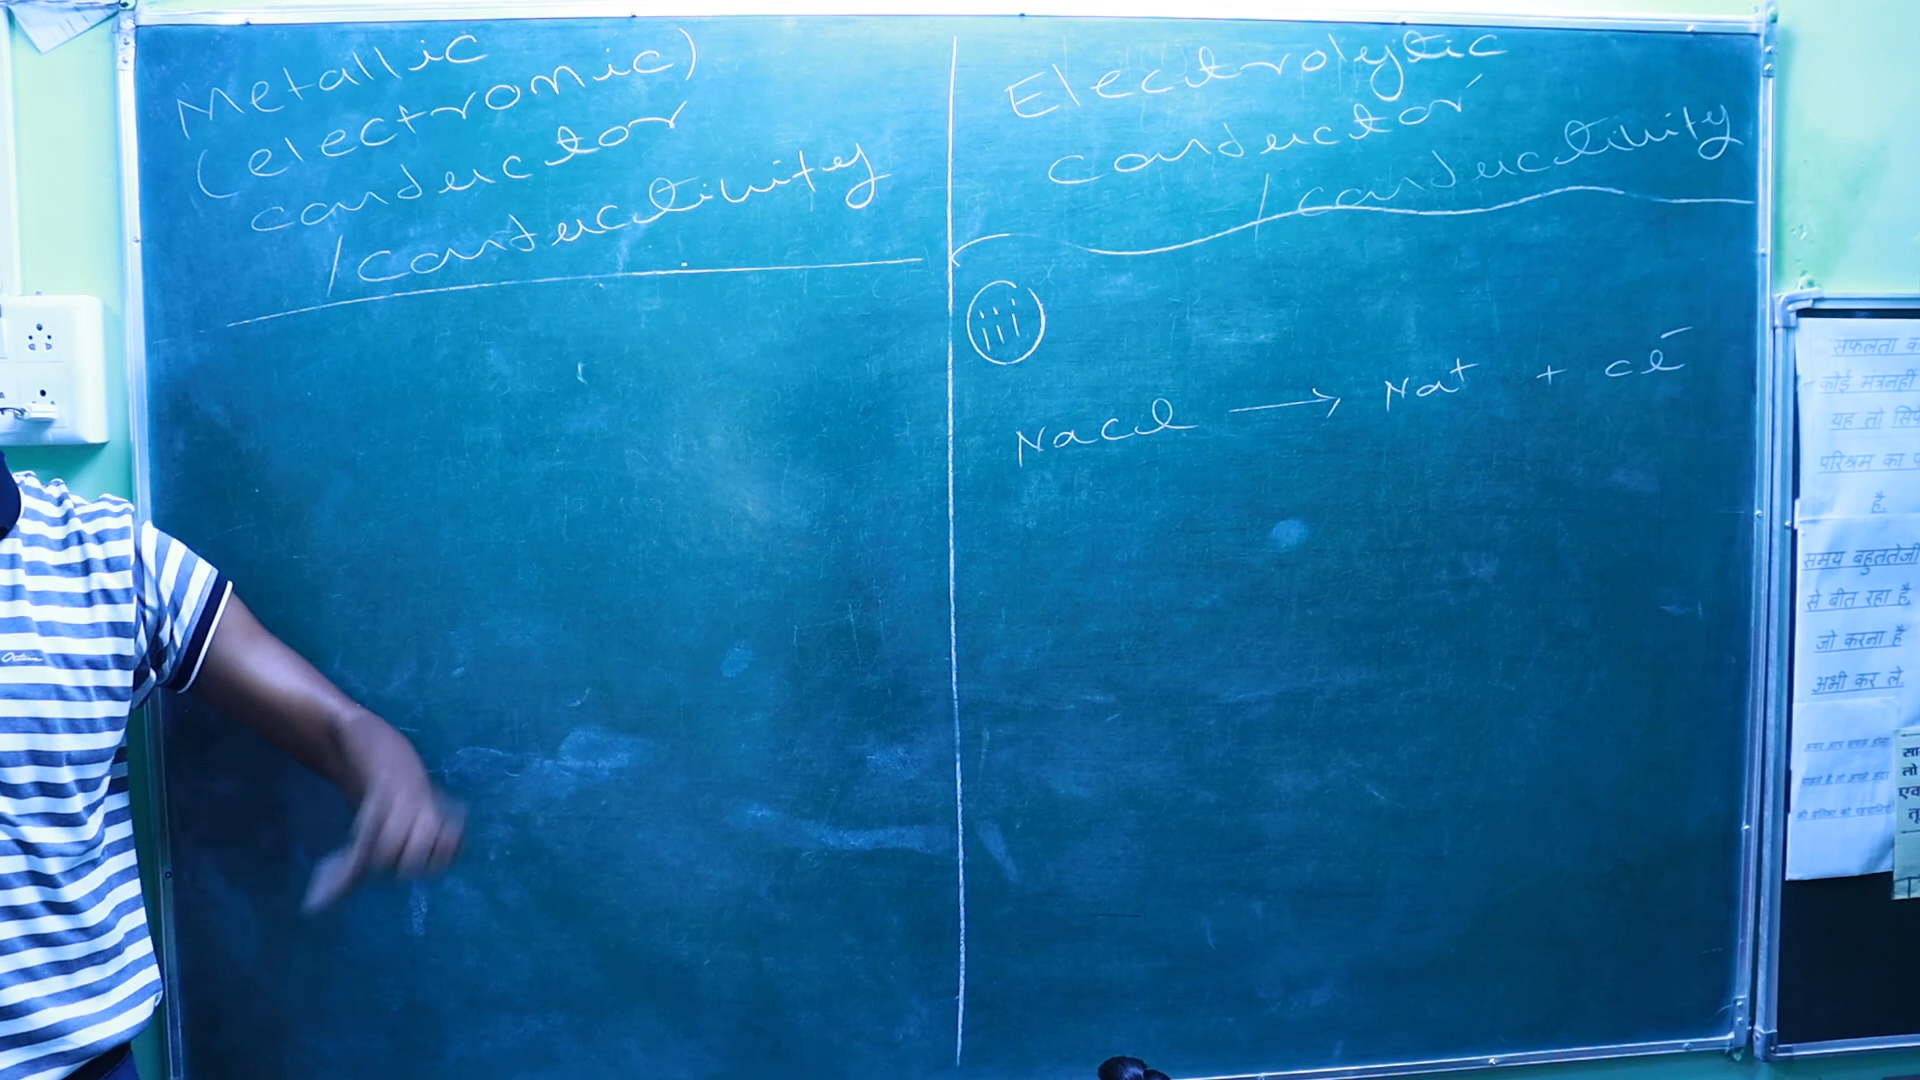 Metallic
(electronic)
conductor
/conductivity
Electrolytic
conductor
/conductivity
iii
Nacl → Na⁺ + cl⁻
सफलता का
कोई मंत्र नहीं
यह तो सिर्फ
परिश्रम का
है.
समय बहुत तेजी
से बीत रहा है,
जो करना है
अभी कर ले.